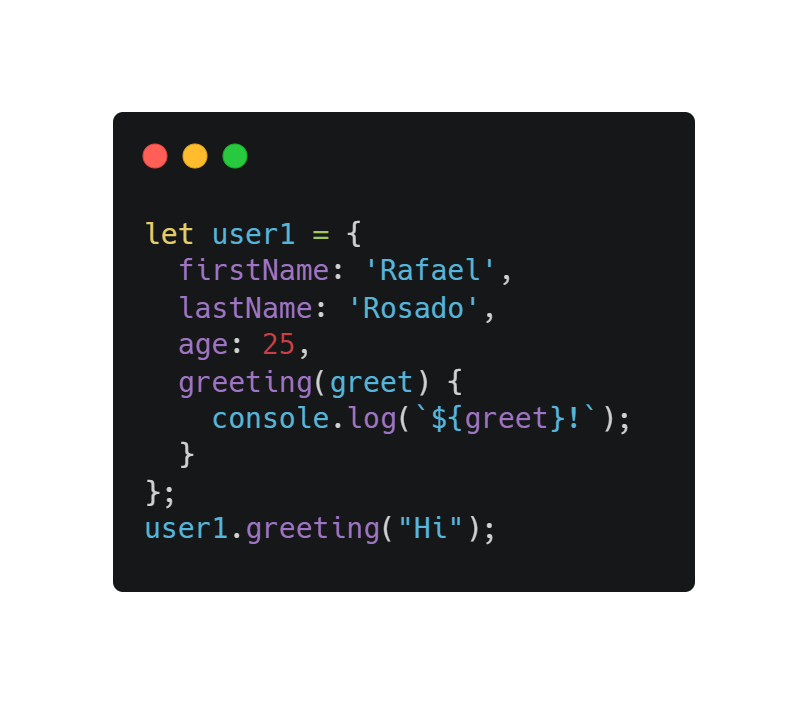 let user1 = {
  firstName: 'Rafael',
  lastName: 'Rosado',
  age: 25,
  greeting(greet) {
    console.log(`${greet}!`);
  }
};
user1.greeting("Hi");